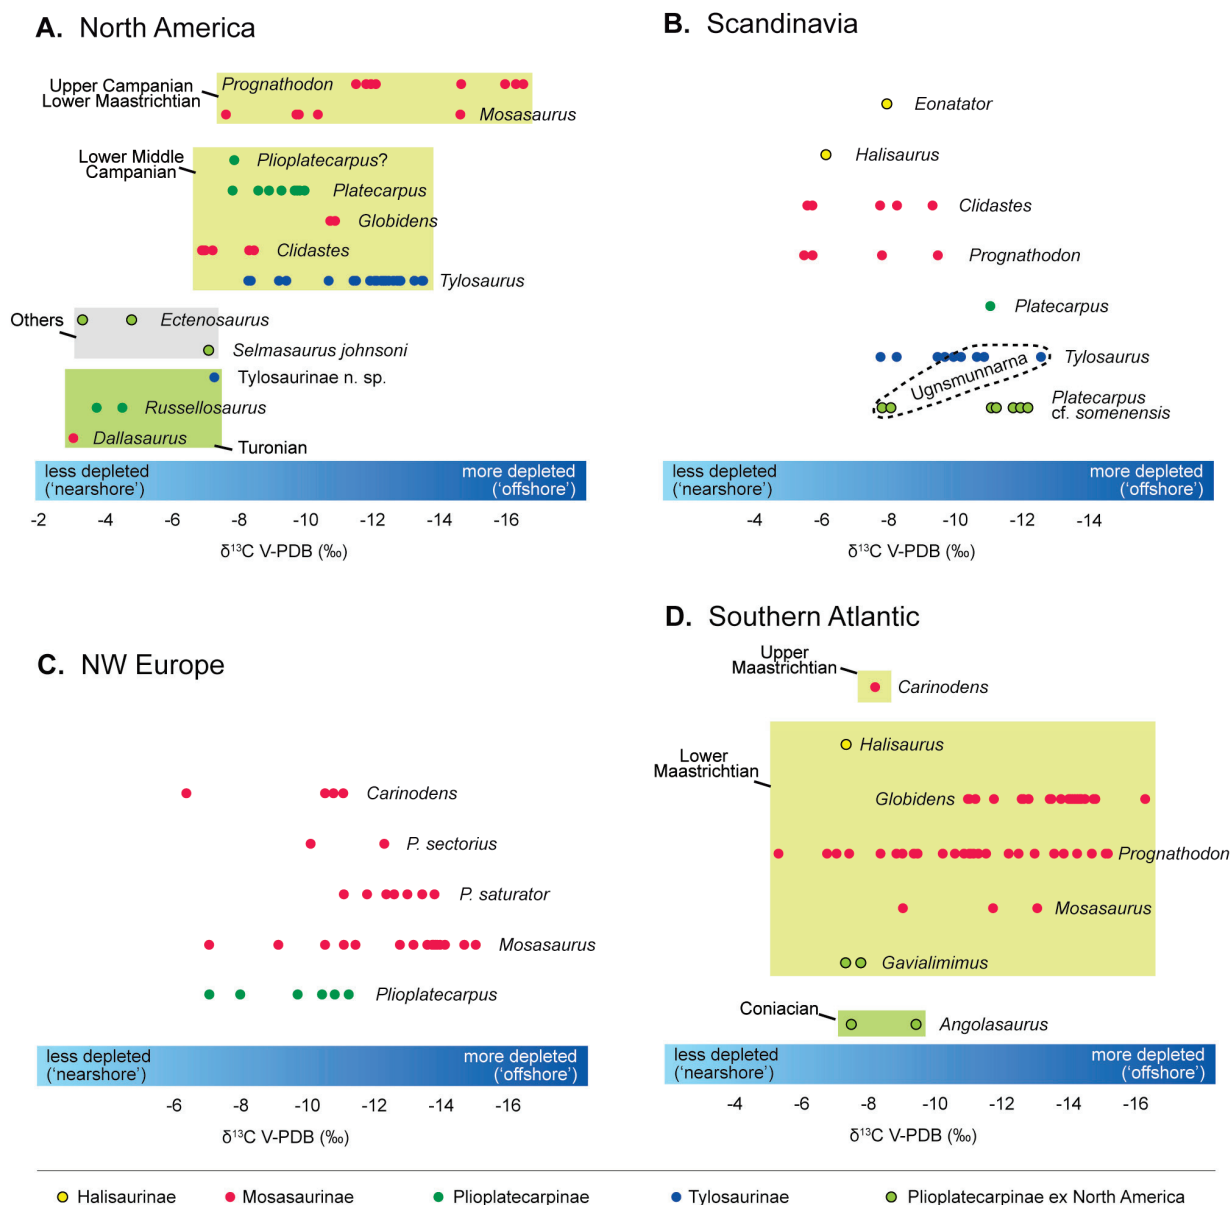 A. North America
Upper Campanian
Lower Maastrichtian
Prognathodon
Mosasaurus
Lower Middle
Campanian
Plioplatecarpus?
Platecarpus
Globidens
Clidastes
Tylosaurus
Others
Ectenosaurus
Selmasaurus johnsoni
Tylosaurinae n. sp.
Russellosaurus
Dallasaurus
Turonian
less depleted
('nearshore')
more depleted
('offshore')
-2 -4 -6 -8 -10 -12 -14 -16
δ¹³C V-PDB (‰)
B. Scandinavia
Eonatator
Halisaurus
Clidastes
Prognathodon
Platecarpus
Tylosaurus
Ugnsmunnarna
Platecarpus
cf. somenensis
less depleted
('nearshore')
more depleted
('offshore')
-4 -6 -8 -10 -12 -14
δ¹³C V-PDB (‰)
C. NW Europe
Carinodens
P. sectorius
P. saturator
Mosasaurus
Plioplatecarpus
less depleted
('nearshore')
more depleted
('offshore')
-6 -8 -10 -12 -14 -16
δ¹³C V-PDB (‰)
D. Southern Atlantic
Upper
Maastrichtian
Carinodens
Lower
Maastrichtian
Halisaurus
Globidens
Prognathodon
Mosasaurus
Gavialimimus
Coniacian
Angolasaurus
less depleted
('nearshore')
more depleted
('offshore')
-4 -6 -8 -10 -12 -14 -16
δ¹³C V-PDB (‰)
Halisaurinae Mosasaurinae Plioplatecarpinae Tylosaurinae Plioplatecarpinae ex North America